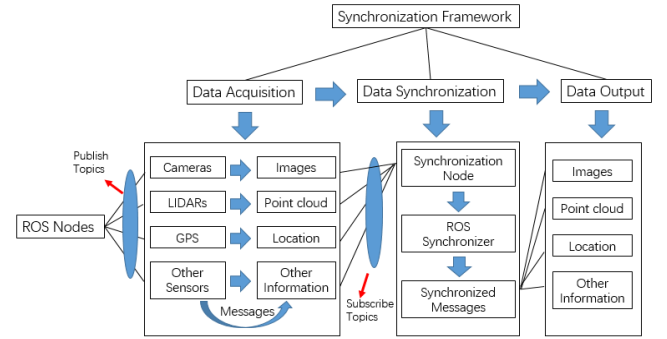 Synchronization Framework
Data Acquisition
Data Synchronization
Data Output
Publish
Topics
ROS Nodes
Cameras
Images
LIDARs
Point cloud
GPS
Location
Other
Sensors
Other
Information
Messages
Subscribe
Topics
Synchronization
Node
ROS
Synchronizer
Synchronized
Messages
Images
Point cloud
Location
Other
Information